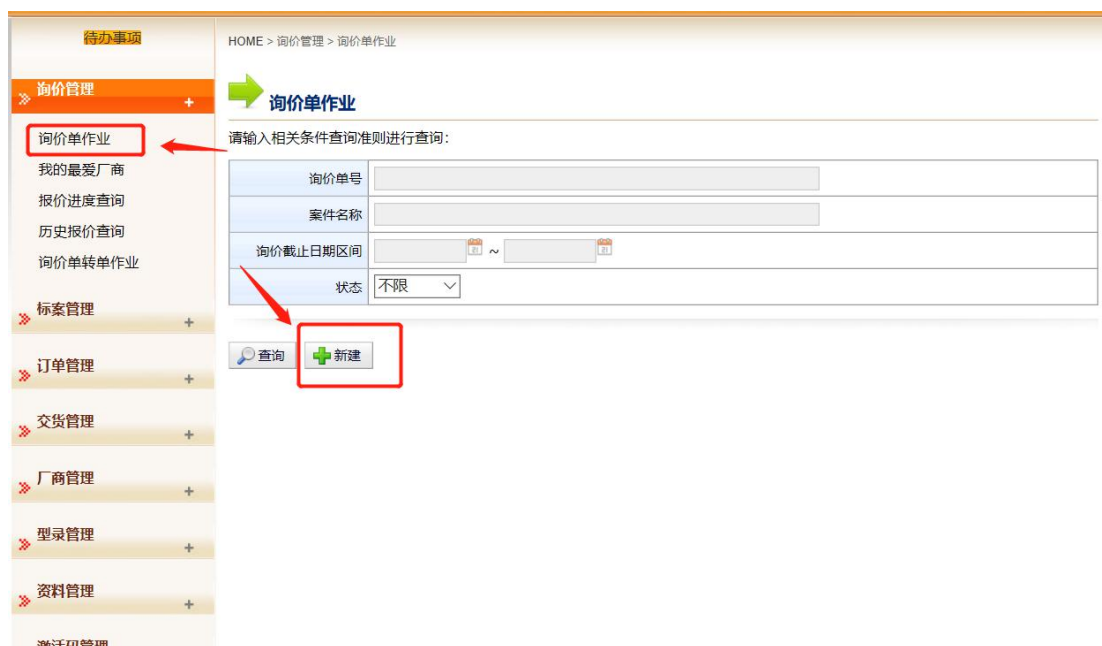 待办事项
HOME > 询价管理 > 询价单作业
询价管理
询价单作业
我的最爱厂商
报价进度查询
历史报价查询
询价单转单作业
标案管理
订单管理
交货管理
厂商管理
型录管理
资料管理
激活码管理
询价单作业
请输入相关条件查询准则进行查询：
询价单号
案件名称
询价截止日期区间 ~
状态 不限
查询 新建